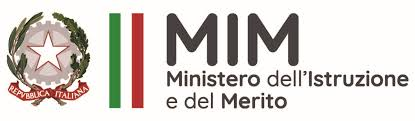 MIM
Ministero dell'Istruzione
e del Merito
REPVBBLICA ITALIANA